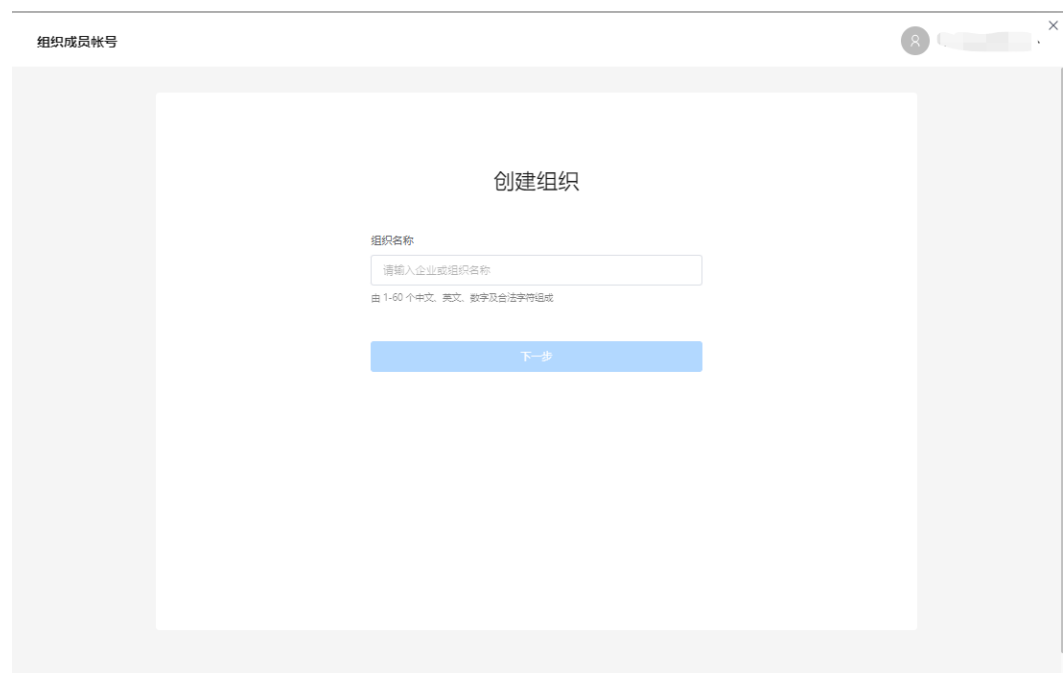 组织成员帐号
创建组织
组织名称
请输入企业或组织名称
由 1-60 个中文、英文、数字及合法字符组成
下一步